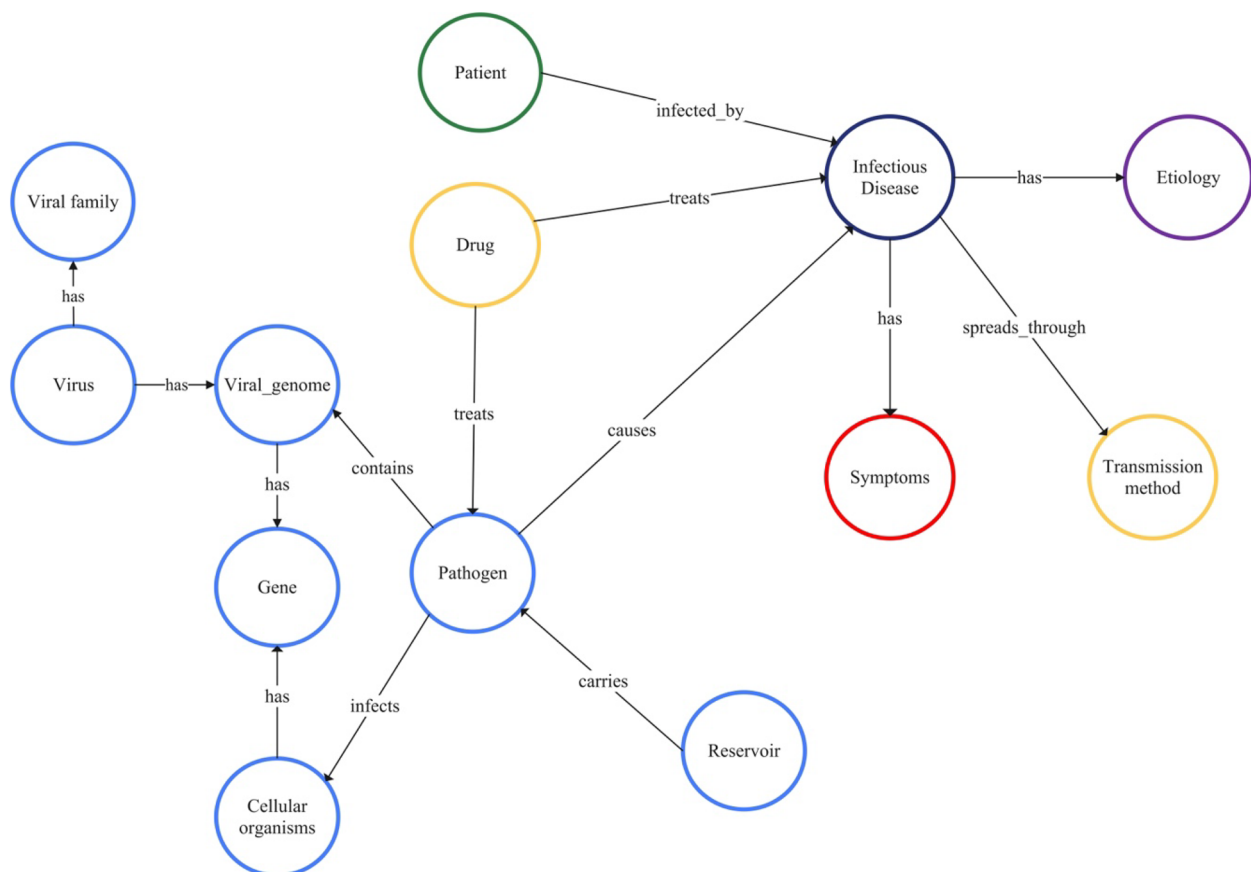 Patient
infected_by
Infectious
Disease
has
Etiology
Viral family
treats
Drug
has
has
spreads_through
Virus
has
Viral_genome
treats
causes
contains
Symptoms
Transmission
method
has
Pathogen
Gene
carries
has
infects
Reservoir
Cellular
organisms